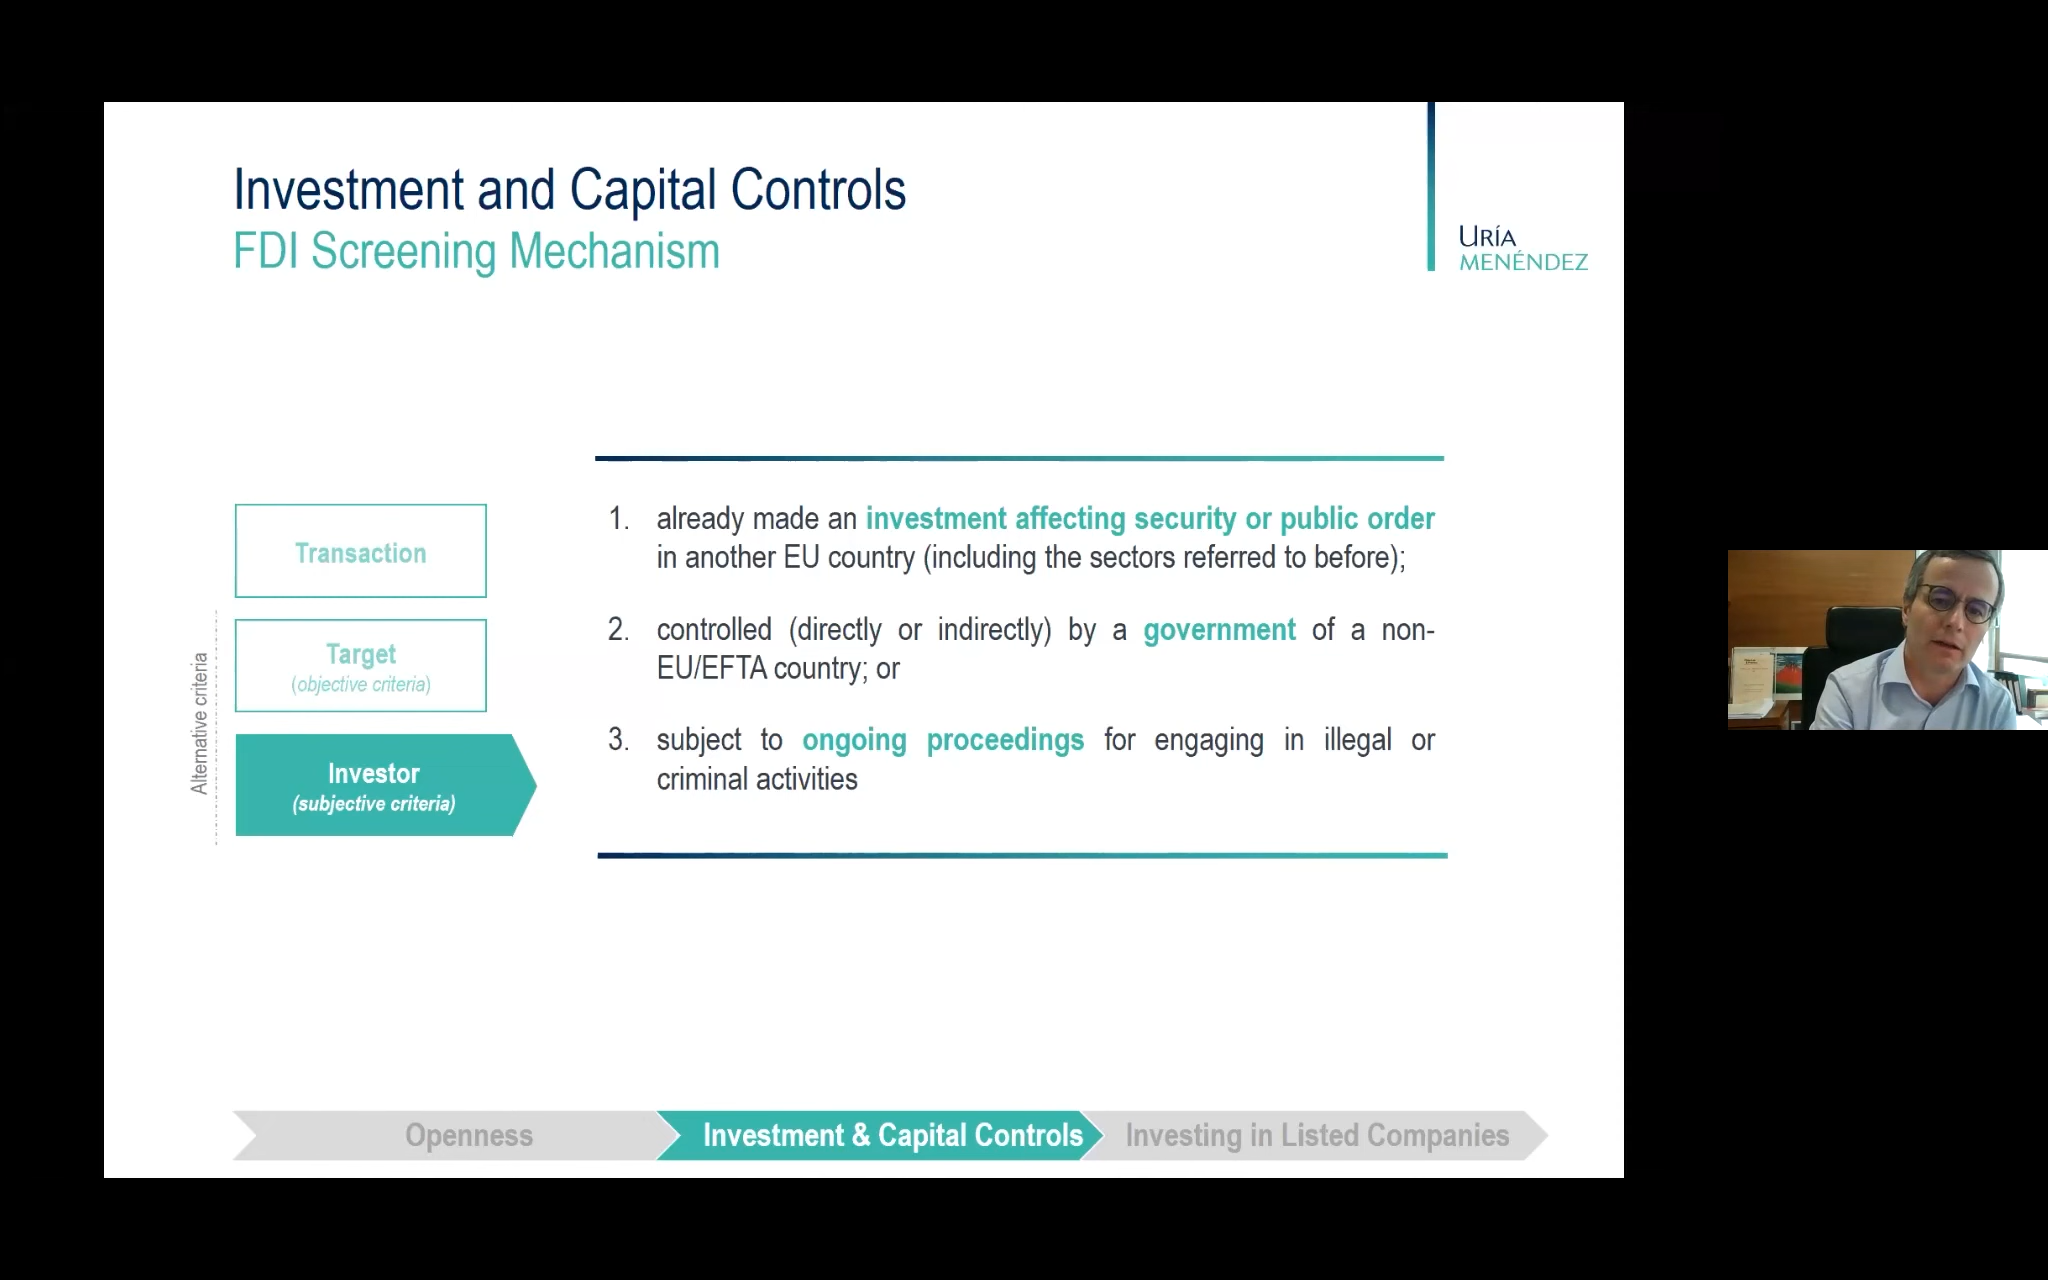 Investment and Capital Controls
FDI Screening Mechanism
URÍA
MENÉNDEZ
Alternative criteria
Transaction
Target
(objective criteria)
Investor
(subjective criteria)
1. already made an investment affecting security or public order
in another EU country (including the sectors referred to before);
2. controlled (directly or indirectly) by a government of a non-
EU/EFTA country; or
3. subject to ongoing proceedings for engaging in illegal or
criminal activities
Openness
Investment & Capital Controls
Investing in Listed Companies